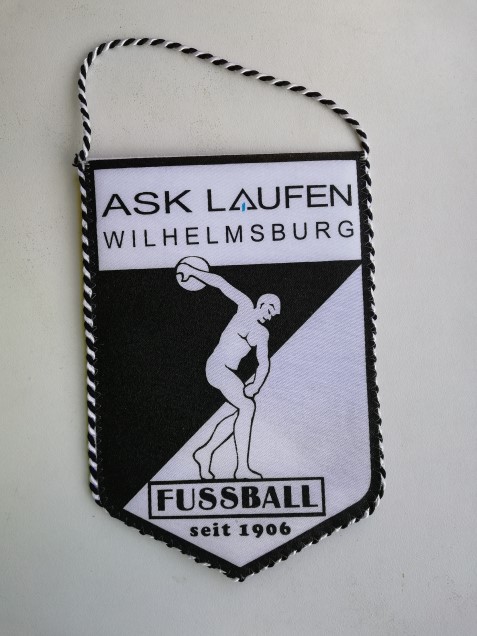 ASK LAUFEN
WILHELMSBURG
FUSSBALL
seit 1906